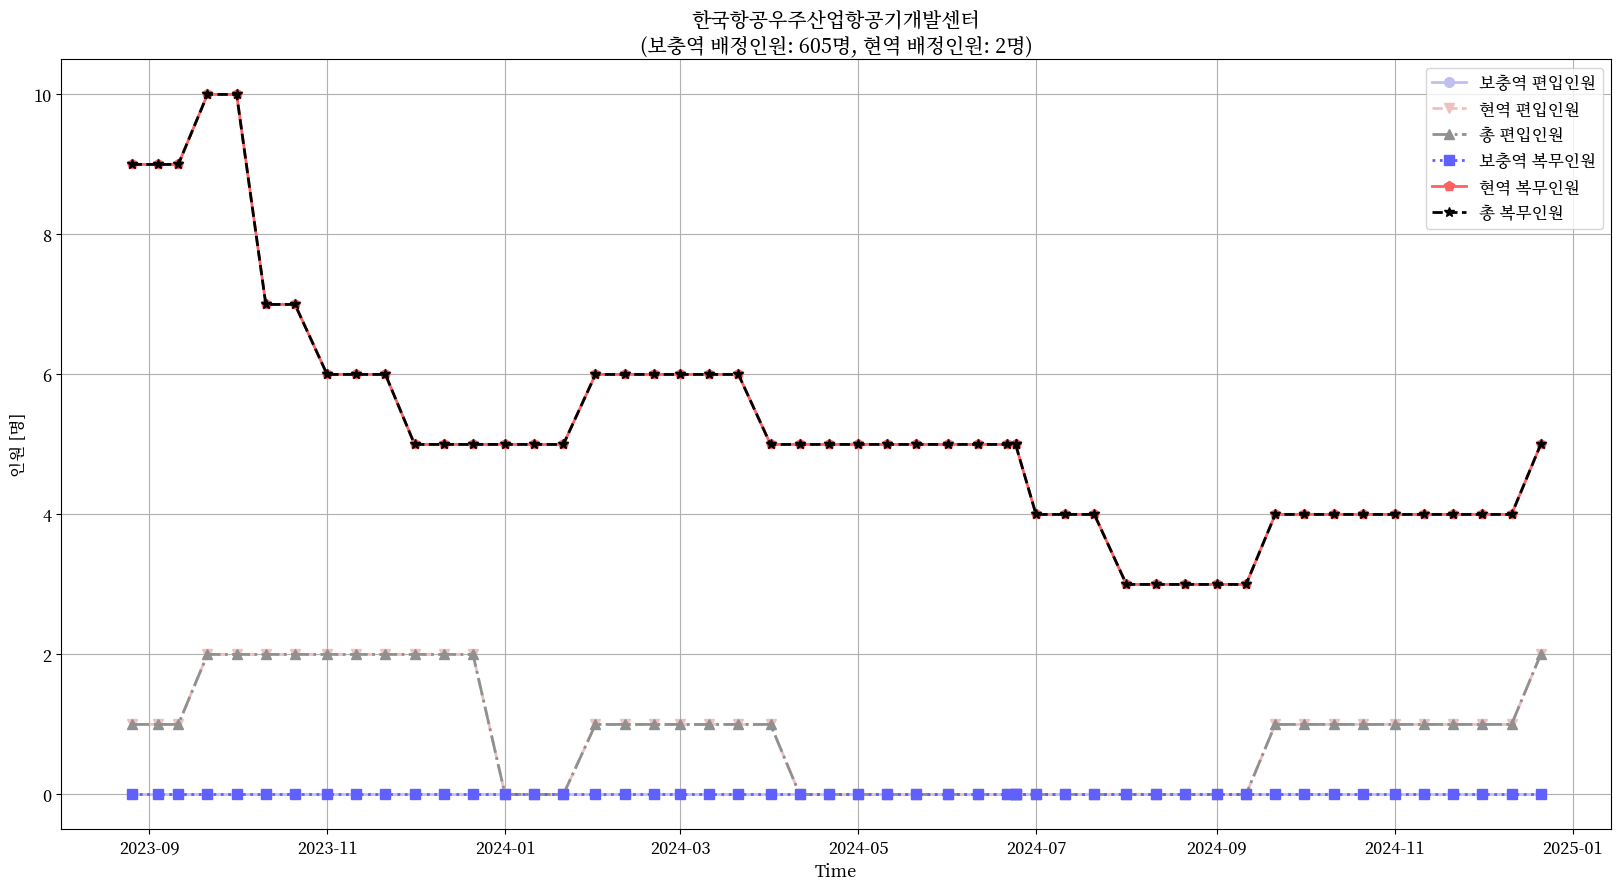 한국항공우주산업항공기개발센터
(보충역 배정인원: 605명, 현역 배정인원: 2명)
보충역 편입인원
현역 편입인원
총 편입인원
보충역 복무인원
현역 복무인원
총 복무인원
인원 [명]
10
8
6
4
2
0
2023-09
2023-11
2024-01
2024-03
2024-05
2024-07
2024-09
2024-11
2025-01
Time